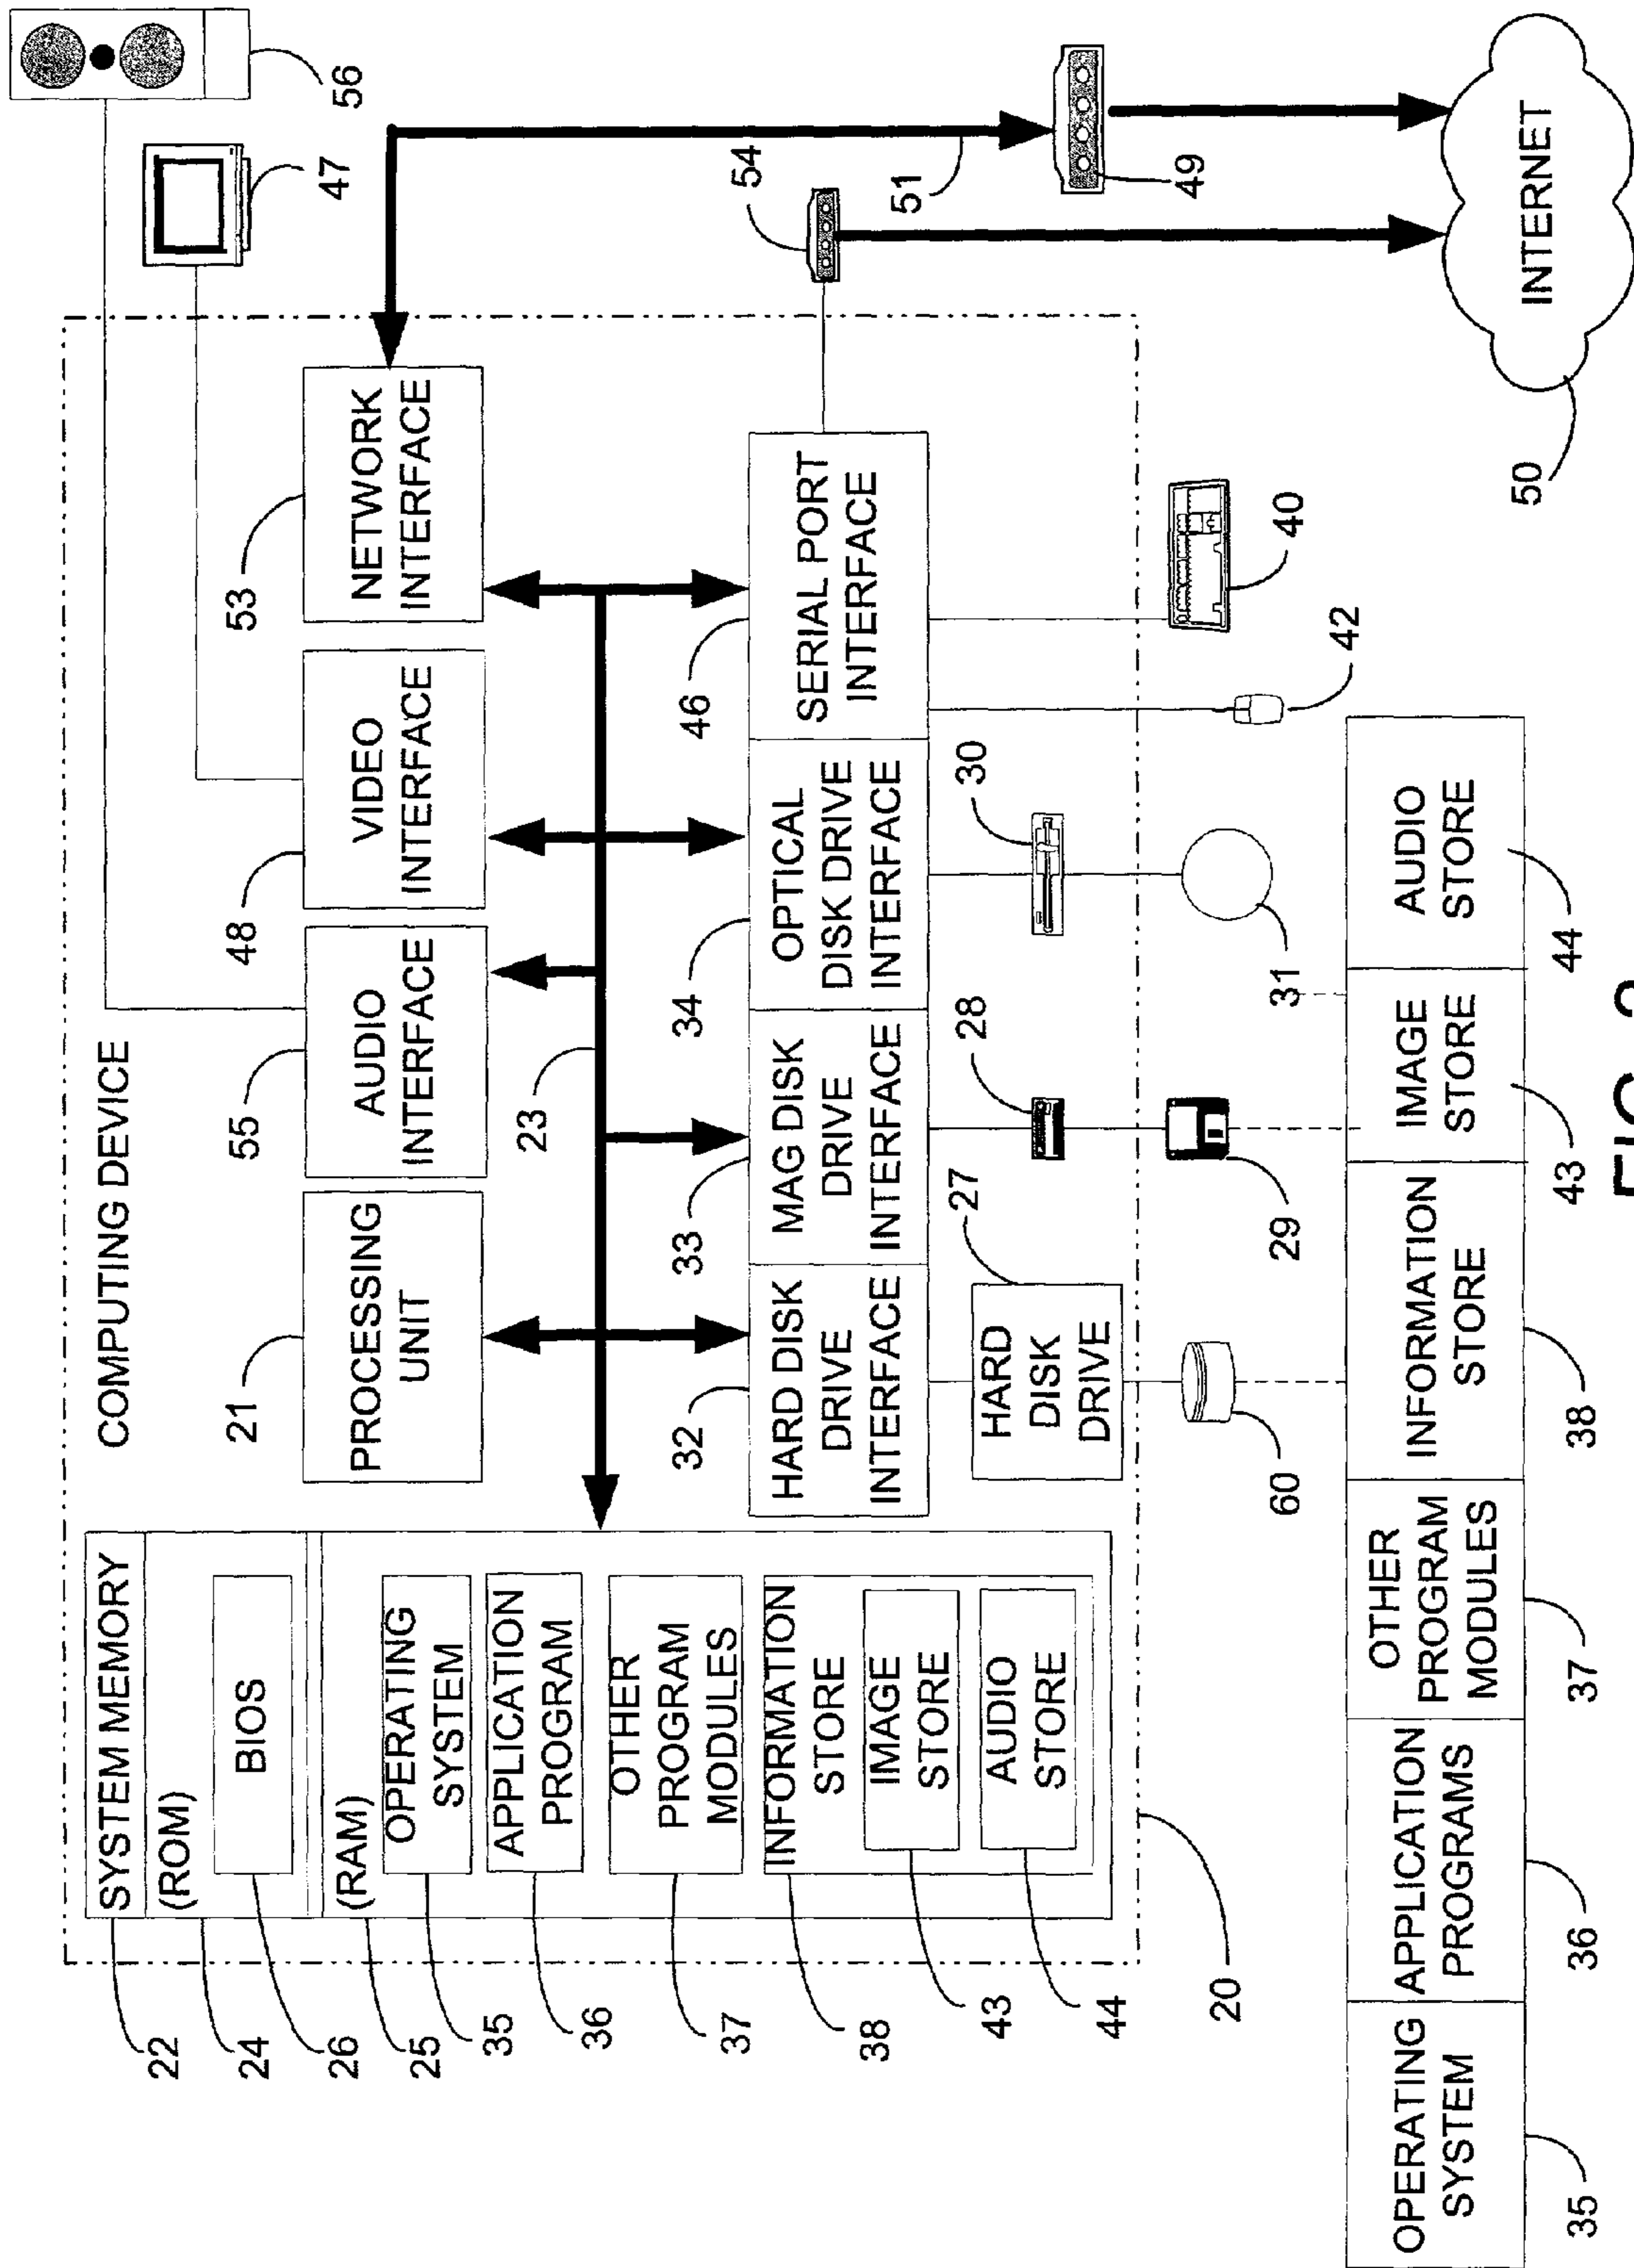 COMPUTING DEVICE
56
47
22
SYSTEM MEMORY
24
(ROM)
26
BIOS
25
(RAM)
35
OPERATING
SYSTEM
36
APPLICATION
PROGRAM
37
OTHER
PROGRAM
MODULES
38
INFORMATION
STORE
43
IMAGE
STORE
44
AUDIO
STORE
20
21
PROCESSING
UNIT
55
AUDIO
INTERFACE
48
VIDEO
INTERFACE
53
NETWORK
INTERFACE
23
32
HARD DISK
DRIVE
INTERFACE
33
MAG DISK
DRIVE
INTERFACE
34
OPTICAL
DISK DRIVE
INTERFACE
46
SERIAL PORT
INTERFACE
54
51
49
27
HARD
DISK
DRIVE
28
30
60
29
31
42
40
50
INTERNET
OPERATING
SYSTEM
APPLICATION
PROGRAMS
OTHER
PROGRAM
MODULES
INFORMATION
STORE
IMAGE
STORE
AUDIO
STORE
35
36
37
38
43
44
FIG.